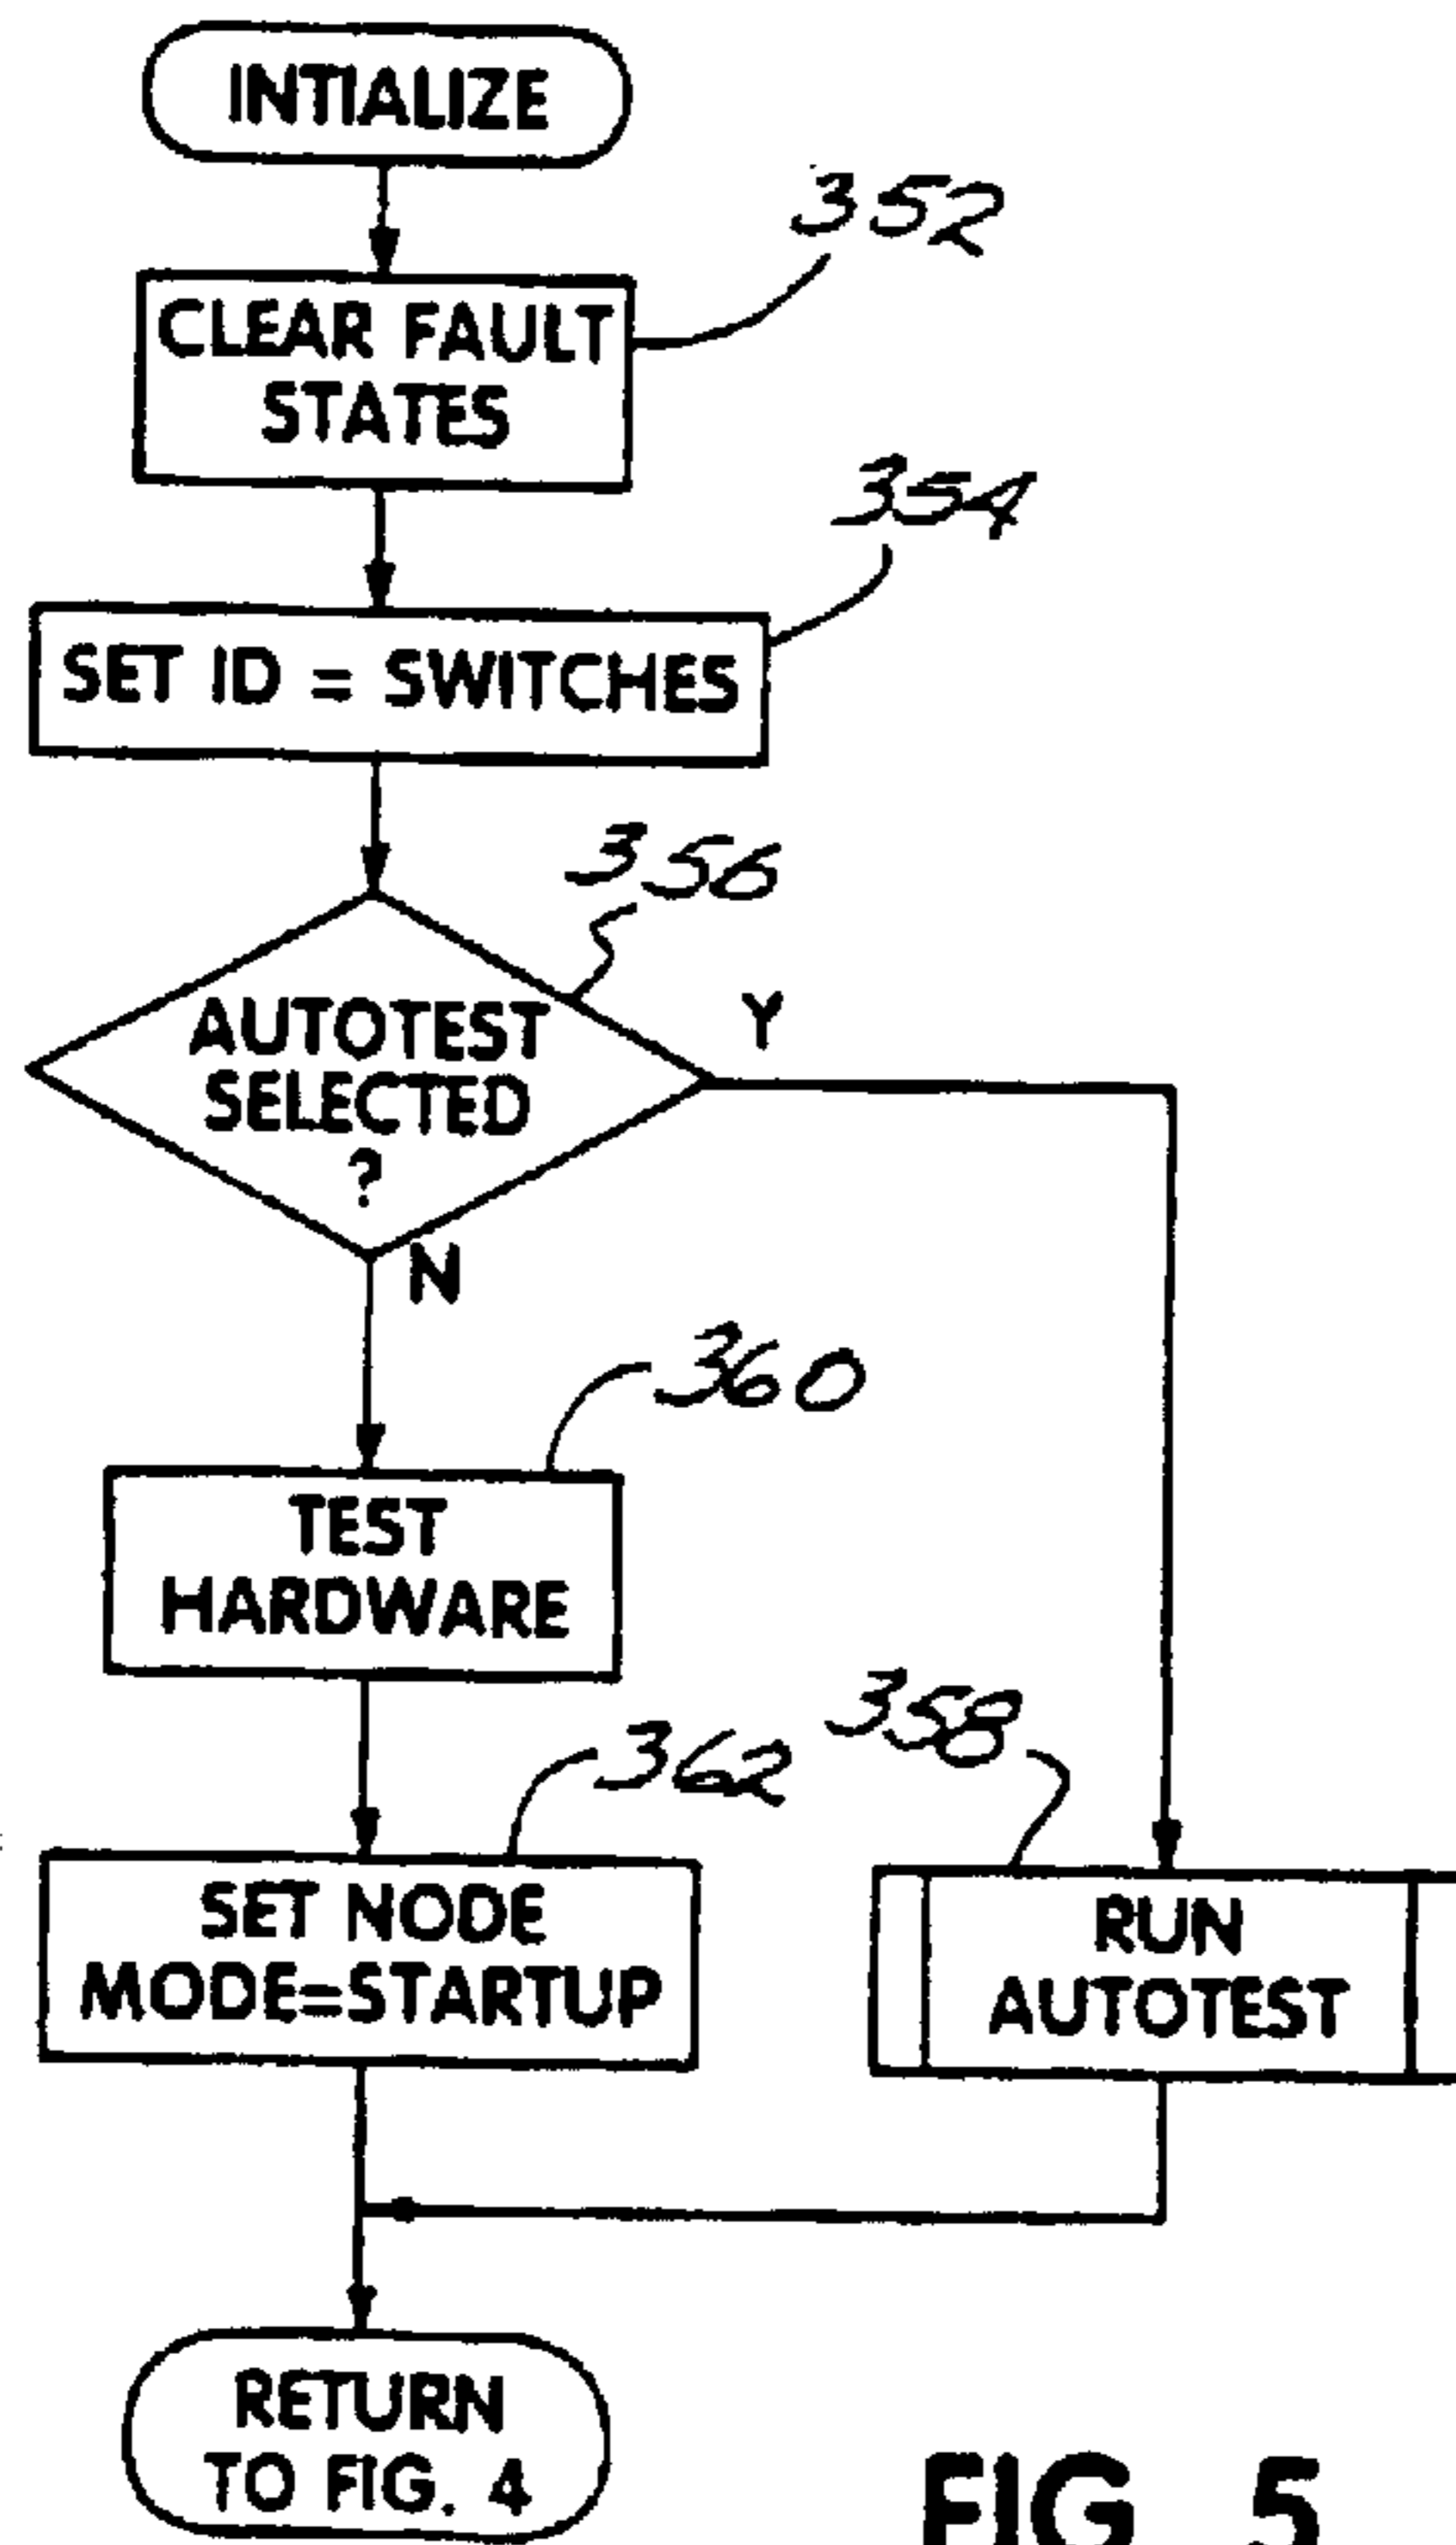 INTIALIZE
352
CLEAR FAULT
STATES
354
SET ID = SWITCHES
356
AUTOTEST
SELECTED
?
Y
N
360
TEST
HARDWARE
358
362
SET NODE
MODE=STARTUP
RUN
AUTOTEST
RETURN
TO FIG. 4
FIG. 5